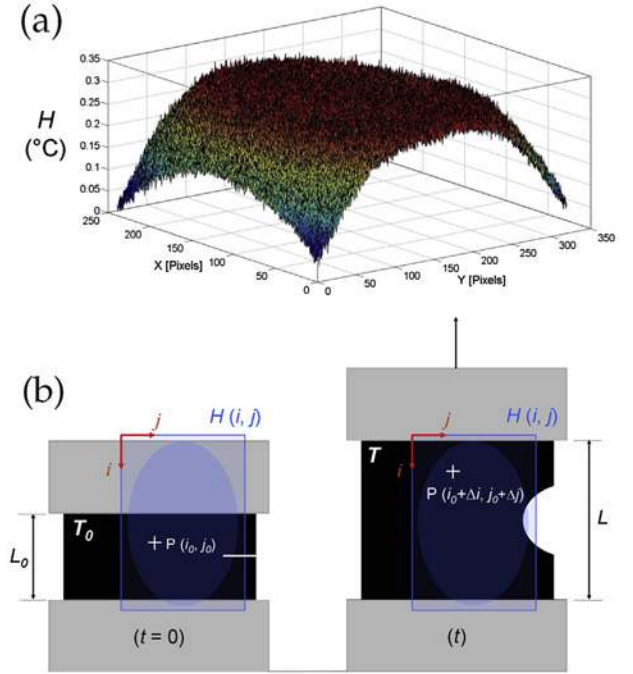 (a)
0.35
0.3
0.25
0.2
0.15
0.1
0.05
0
H
(°C)
250
200
150
100
50
0
X [Pixels]
0
50
100
150
200
250
300
350
Y [Pixels]
(b)
H (i, j)
j
i
T₀
P (i₀, j₀)
L₀
(t = 0)
H (i, j)
j
T
i
P (i₀+Δi, j₀+Δj)
L
(t)